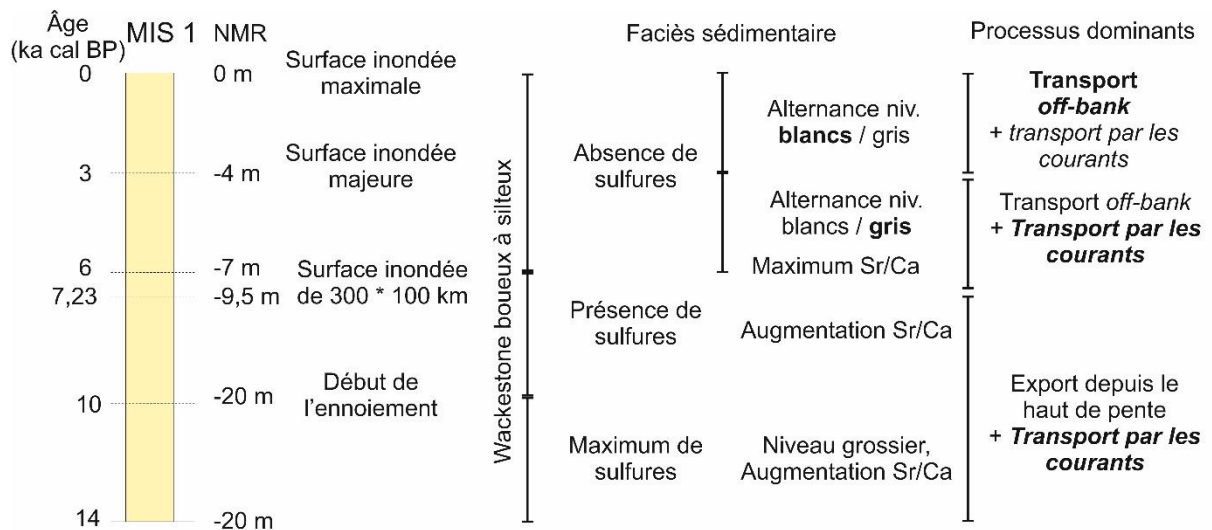 Âge
(ka cal BP)
MIS 1
NMR
Faciès sédimentaire
Processus dominants
0
0 m
Surface inondée
maximale
3
-4 m
Surface inondée
majeure
6
-7 m
7,23
-9,5 m
Surface inondée
de 300 * 100 km
10
-20 m
Début de
l'ennoiement
14
-20 m
Wackestone boueux à silteux
Absence de
sulfures
Présence de
sulfures
Maximum de
sulfures
Alternance niv.
blancs / gris
Alternance niv.
blancs / gris
Maximum Sr/Ca
Augmentation Sr/Ca
Niveau grossier,
Augmentation Sr/Ca
Transport
off-bank
+ transport par les
courants
Transport off-bank
+ Transport par les
courants
Export depuis le
haut de pente
+ Transport par les
courants